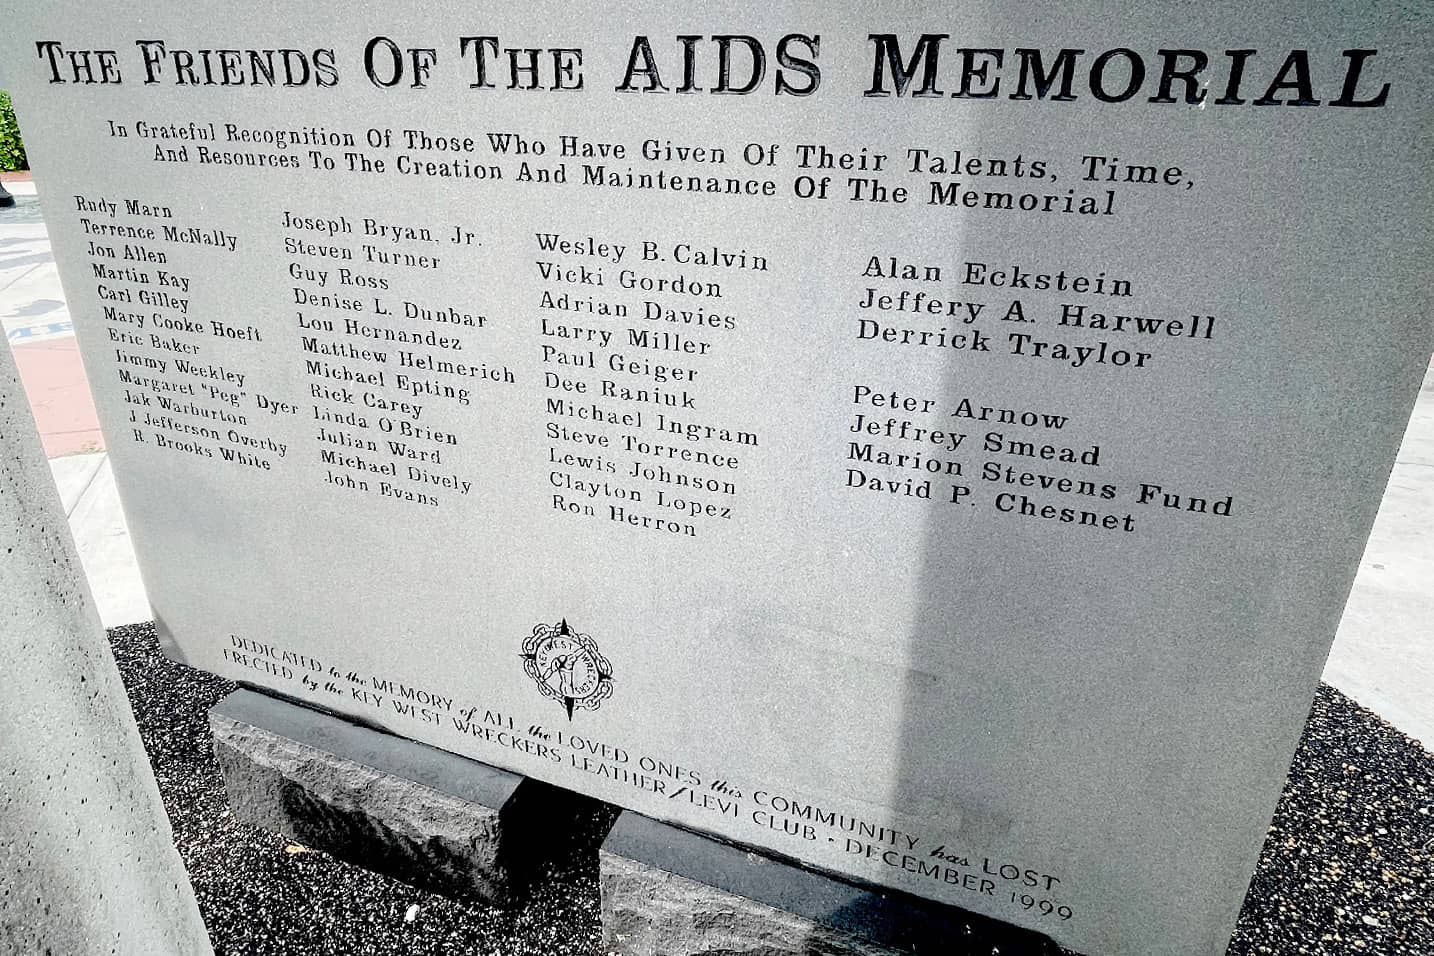 The Friends Of The AIDS Memorial
In Grateful Recognition Of Those Who Have Given Of Their Talents, Time,
And Resources To The Creation And Maintenance Of The Memorial
Rudy Marn
Terrence McNally
Jon Allen
Martin Kay
Carl Gilley
Mary Cooke Hoeft
Eric Baker
Jimmy Weekley
Margaret "Peg" Dyer
Jak Warburton
J Jefferson Overby
R. Brooks White
Joseph Bryan, Jr.
Steven Turner
Guy Ross
Denise L. Dunbar
Lou Hernandez
Matthew Helmerich
Michael Epting
Rick Carey
Linda O'Brien
Julian Ward
Michael Dively
John Evans
Wesley B. Calvin
Vicki Gordon
Adrian Davies
Larry Miller
Paul Geiger
Dee Raniuk
Michael Ingram
Steve Torrence
Lewis Johnson
Clayton Lopez
Ron Herron
Alan Eckstein
Jeffery A. Harwell
Derrick Traylor
Peter Arnow
Jeffrey Smead
Marion Stevens Fund
David P. Chesnet
KEY WEST WRECKERS
DEDICATED to the MEMORY of ALL the LOVED ONES this COMMUNITY has LOST
ERECTED by the KEY WEST WRECKERS LEATHER/LEVI CLUB • DECEMBER 1999